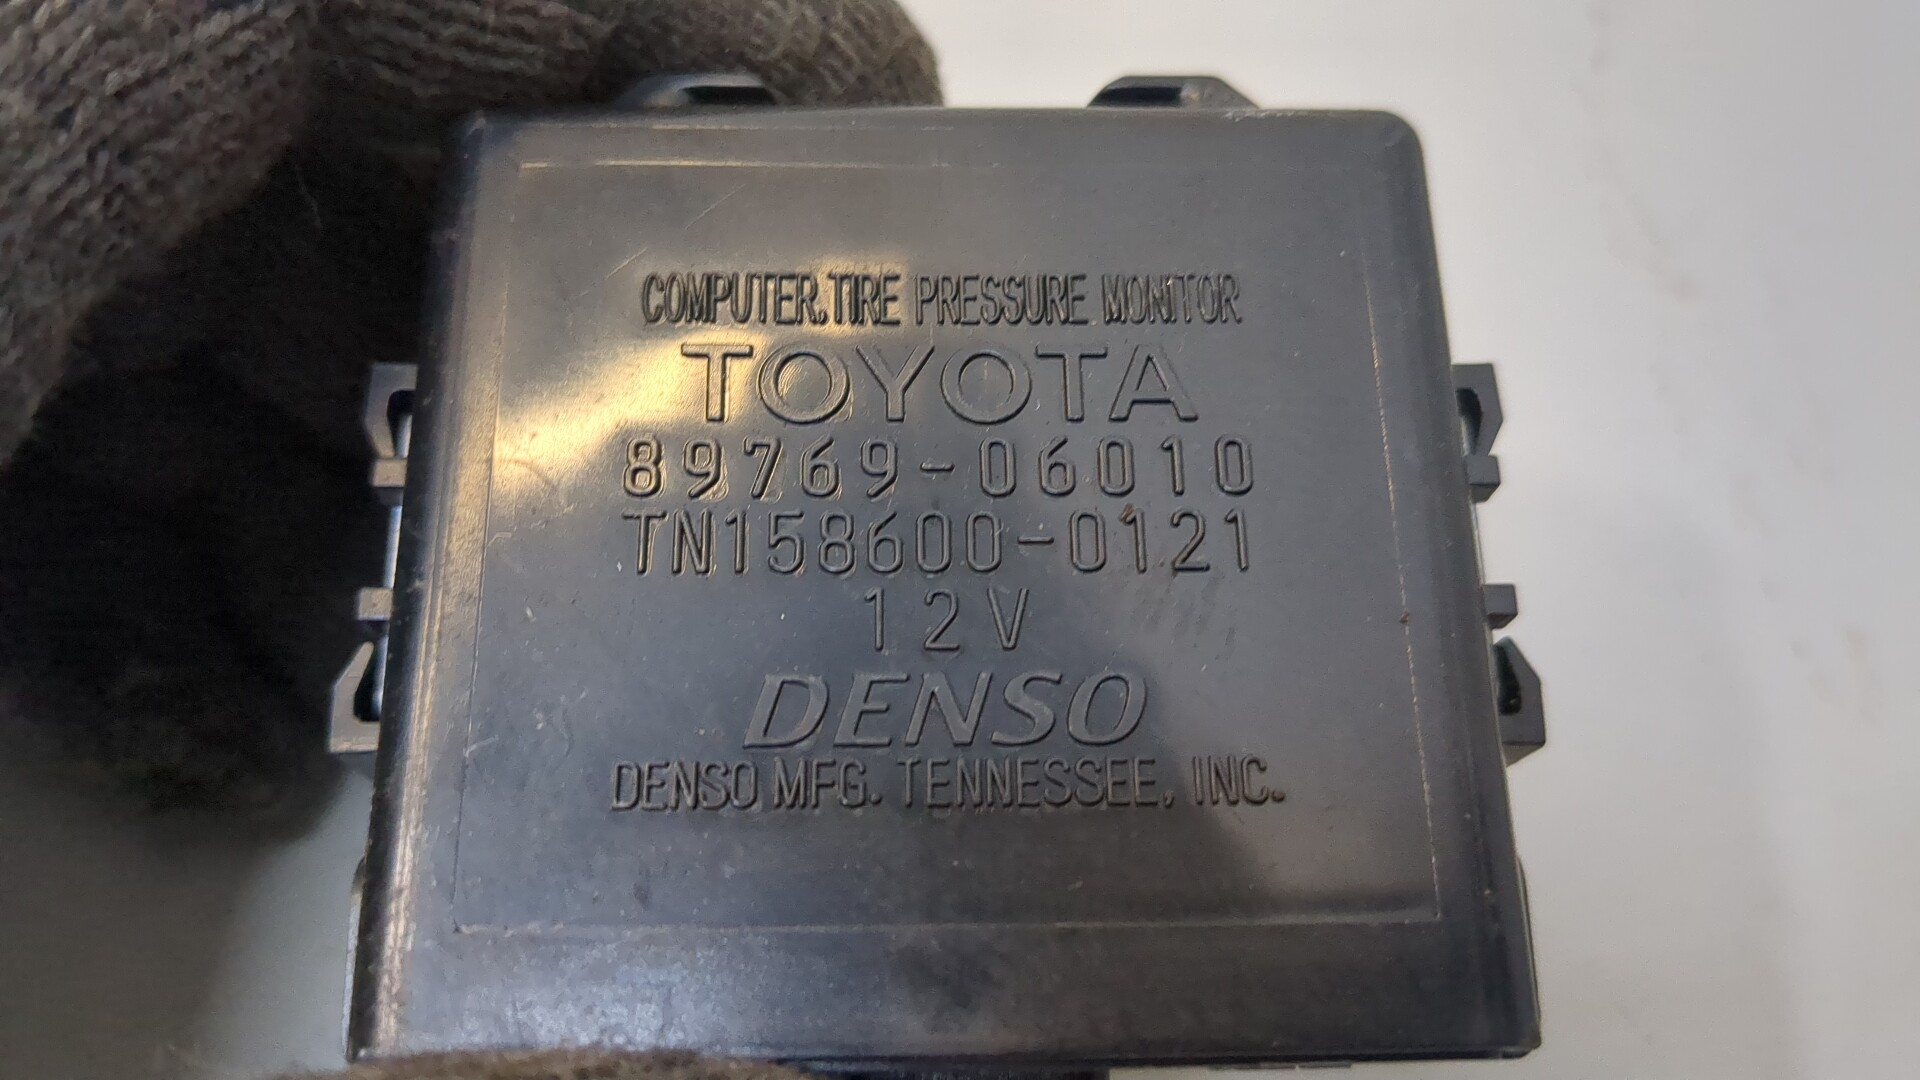 COMPUTER,TIRE PRESSURE MONITOR
TOYOTA
89769-06010
TN158600-0121
12V
DENSO
DENSO MFG. TENNESSEE, INC.